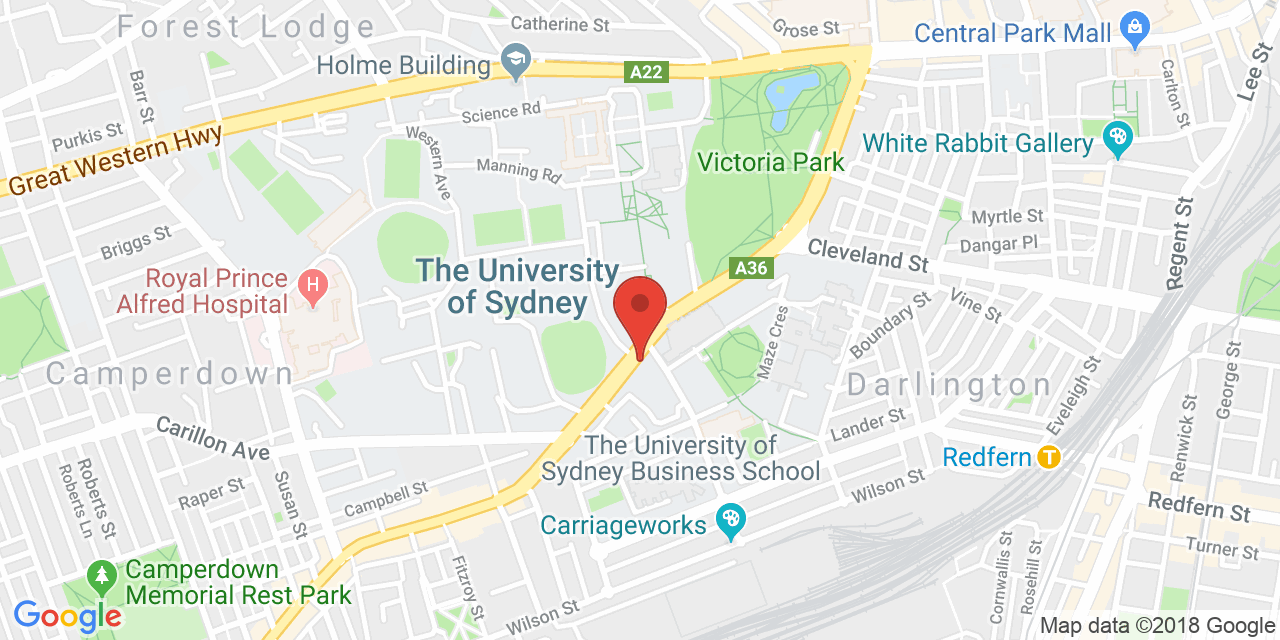 Forest Lodge
Catherine St
Grose St
Central Park Mall
Holme Building
A22
Lee St
Barr St
Carlton St
Purkis St
Science Rd
Great Western Hwy
Western Ave
White Rabbit Gallery
Manning Rd
Victoria Park
Myrtle St
Briggs St
Dangar Pl
Regent St
Cleveland St
The University
of Sydney
A36
Royal Prince
Alfred Hospital
H
Vine St
Boundary St
Maze Cres
Camperdown
Darlington
George St
Eveleigh St
Renwick St
Carillon Ave
Lander St
The University of
Sydney Business School
Redfern
T
Roberts St
Roberts Ln
Raper St
Susan St
Campbell St
Wilson St
Redfern St
Carriageworks
Turner St
Camperdown
Memorial Rest Park
Fitzroy St
Wilson St
Cornwallis St
Rosehill St
Google
Map data ©2018 Google